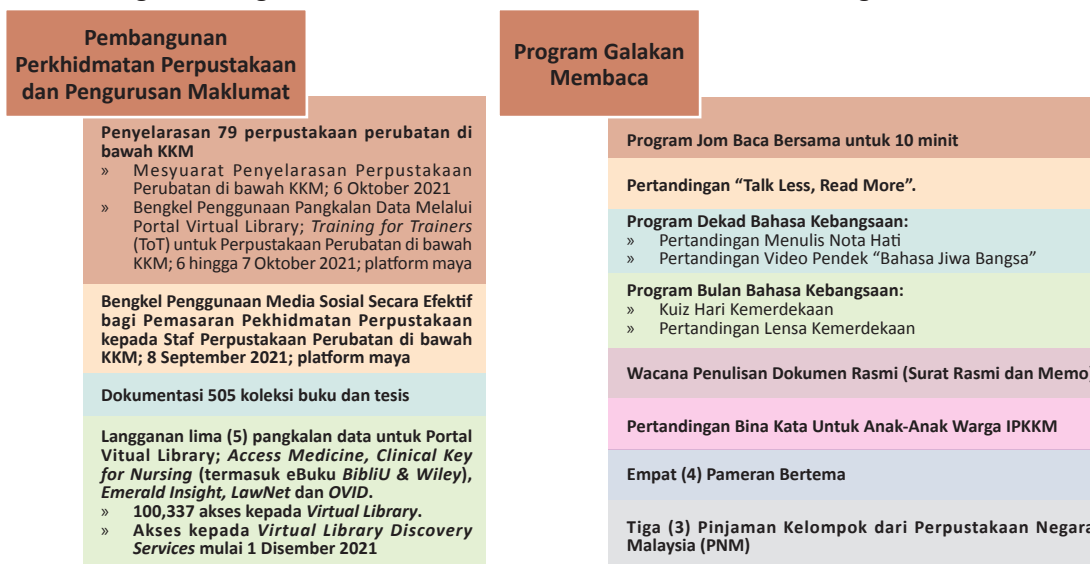 Pembangunan
Perkhidmatan Perpustakaan
dan Pengurusan Maklumat
Penyelarasan 79 perpustakaan perubatan di
bawah KKM
» Mesyuarat Penyelarasan Perpustakaan
Perubatan di bawah KKM; 6 Oktober 2021
» Bengkel Penggunaan Pangkalan Data Melalui
Portal Virtual Library; Training for Trainers
(ToT) untuk Perpustakaan Perubatan di bawah
KKM; 6 hingga 7 Oktober 2021; platform maya
Bengkel Penggunaan Media Sosial Secara Efektif
bagi Pemasaran Pekhidmatan Perpustakaan
kepada Staf Perpustakaan Perubatan di bawah
KKM; 8 September 2021; platform maya
Dokumentasi 505 koleksi buku dan tesis
Langganan lima (5) pangkalan data untuk Portal
Vitual Library; Access Medicine, Clinical Key
for Nursing (termasuk eBuku BibliU & Wiley),
Emerald Insight, LawNet dan OVID.
» 100,337 akses kepada Virtual Library.
» Akses kepada Virtual Library Discovery
Services mulai 1 Disember 2021
Program Galakan
Membaca
Program Jom Baca Bersama untuk 10 minit
Pertandingan “Talk Less, Read More”.
Program Dekad Bahasa Kebangsaan:
» Pertandingan Menulis Nota Hati
» Pertandingan Video Pendek “Bahasa Jiwa Bangsa”
Program Bulan Bahasa Kebangsaan:
» Kuiz Hari Kemerdekaan
» Pertandingan Lensa Kemerdekaan
Wacana Penulisan Dokumen Rasmi (Surat Rasmi dan Memo)
Pertandingan Bina Kata Untuk Anak-Anak Warga IPKKM
Empat (4) Pameran Bertema
Tiga (3) Pinjaman Kelompok dari Perpustakaan Negara
Malaysia (PNM)